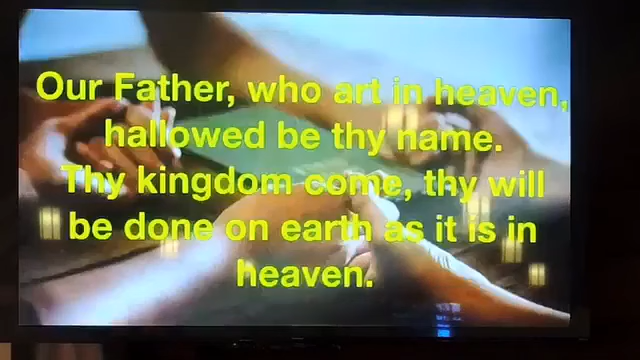 Our Father, who art in heaven,
hallowed be thy name.
Thy kingdom come, thy will
be done on earth as it is in
heaven.